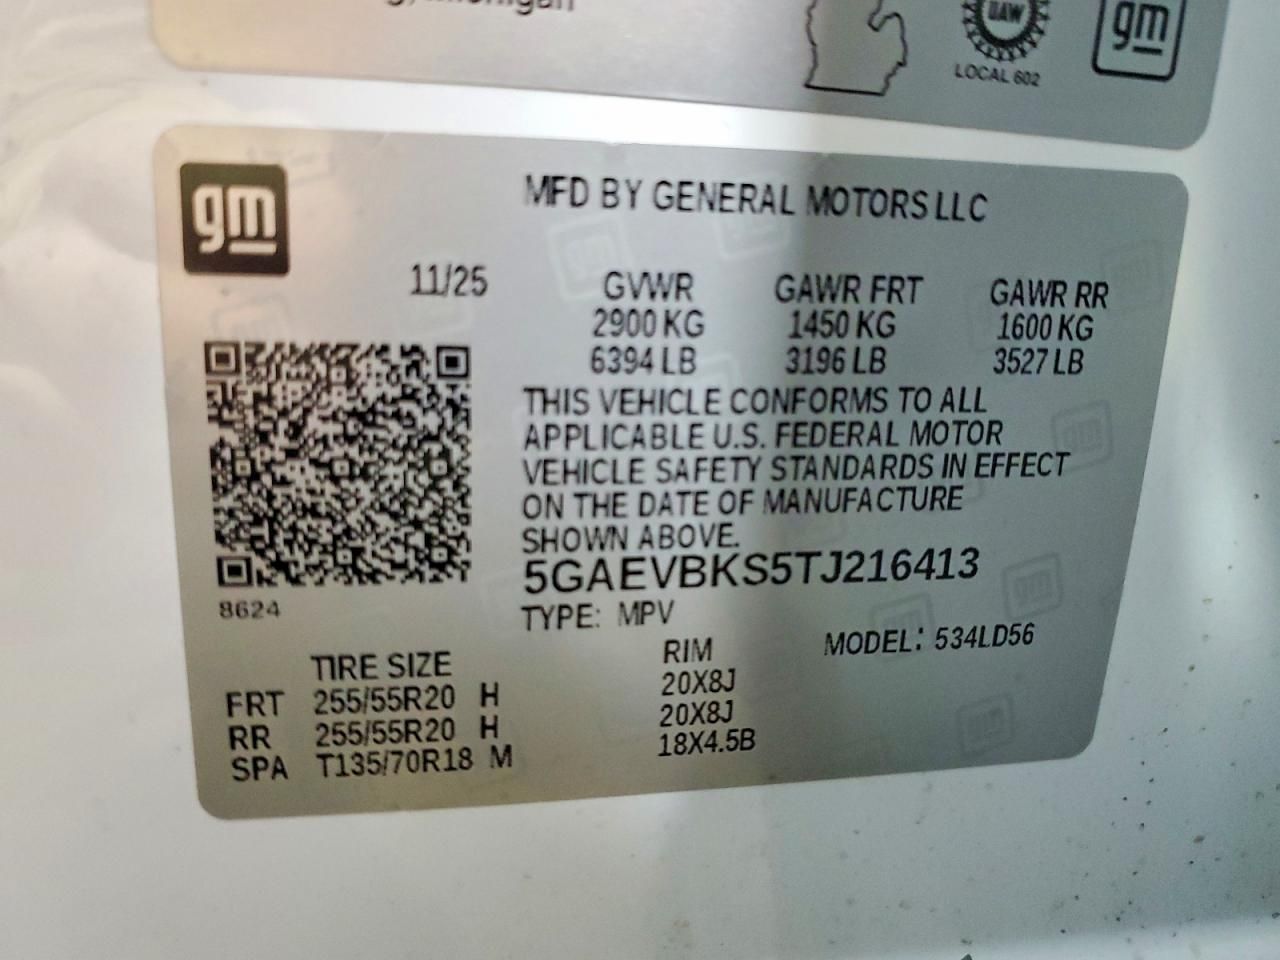 Michigan
UAW
LOCAL 602
gm
gm
MFD BY GENERAL MOTORS LLC
11/25
GVWR GAWR FRT GAWR RR
2900 KG 1450 KG 1600 KG
6394 LB 3196 LB 3527 LB
THIS VEHICLE CONFORMS TO ALL
APPLICABLE U.S. FEDERAL MOTOR
VEHICLE SAFETY STANDARDS IN EFFECT
ON THE DATE OF MANUFACTURE
SHOWN ABOVE.
5GAEVBKS5TJ216413
8624
TYPE: MPV
MODEL: 534LD56
TIRE SIZE RIM
FRT 255/55R20 H 20X8J
RR 255/55R20 H 20X8J
SPA T135/70R18 M 18X4.5B